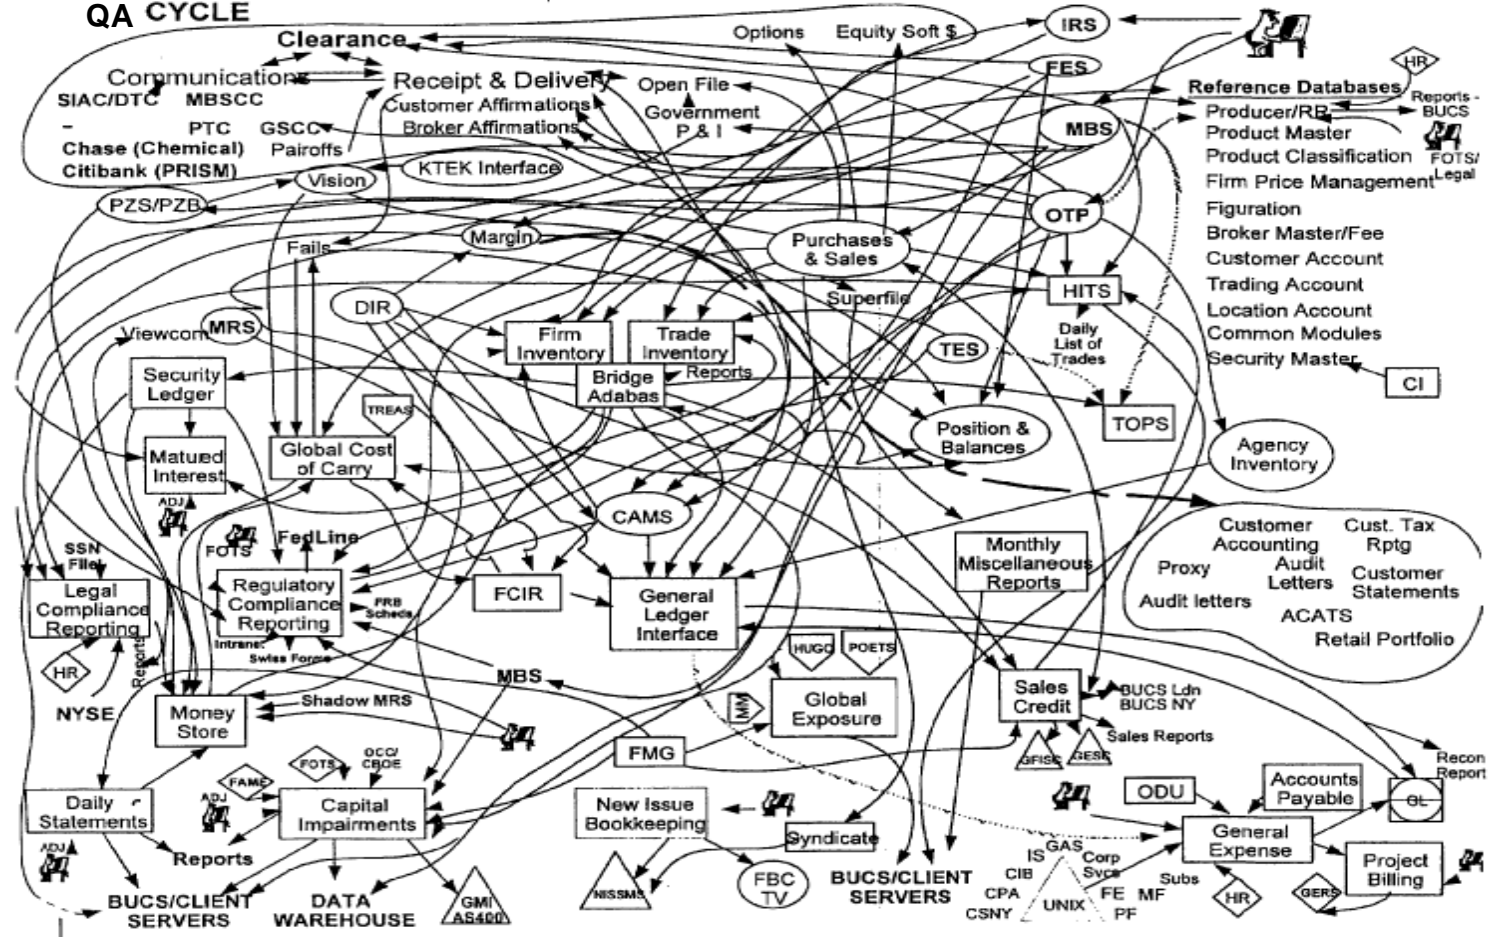 QA CYCLE
Clearance
Options
Equity Soft $
IRS
FES
HR
Communications
Receipt & Delivery
Open File
Reference Databases
SIAC/DTC
MBSCC
Customer Affirmations
Government
P & I
Producer/RR
Reports -
BUCS
–
PTC
GSCC
Broker Affirmations
MBS
Product Master
Chase (Chemical)
Pairoffs
Product Classification
FOTS/
Legal
Citibank (PRISM)
Vision
KTEK Interface
Firm Price Management
PZS/PZB
OTP
Figuration
Fails
Margin
Purchases
& Sales
Broker Master/Fee
Customer Account
DIR
Superfile
HITS
Trading Account
Viewcom
MRS
Firm
Inventory
Trade
Inventory
Daily
List of
Trades
Location Account
Common Modules
TES
Security Master
CI
Security
Ledger
Bridge
Adabas
Reports
TREAS
Position &
Balances
TOPS
Matured
Interest
Global Cost
of Carry
Agency
Inventory
ADJ
CAMS
FOTS
FedLine
Customer
Accounting
Cust. Tax
Rptg
SSN
File
Monthly
Miscellaneous
Reports
Proxy
Audit
Letters
Customer
Statements
Legal
Compliance
Reporting
Regulatory
Compliance
Reporting
FRB
Scheds
FCIR
General
Ledger
Interface
Audit letters
ACATS
Retail Portfolio
Intranet
Swiss Forms
HR
Reports
HUGO
POETS
MBS
NYSE
Money
Store
Shadow MRS
MM
Global
Exposure
Sales
Credit
BUCS Ldn
BUCS NY
Sales Reports
FMG
GFISC
GESC
Recon
Report
FOTS
OCC/
CBOE
FAME
ADJ
Daily
Statements
Capital
Impairments
New Issue
Bookkeeping
ODU
Accounts
Payable
GL
Syndicate
General
Expense
ADJ
Reports
GAS
IS
Corp
Svcs
Project
Billing
CIB
Subs
BUCS/CLIENT
SERVERS
DATA
WAREHOUSE
GMI
AS400
NISSMS
FBC
TV
BUCS/CLIENT
SERVERS
CPA
CSNY
UNIX
FE
MF
PF
HR
GERS